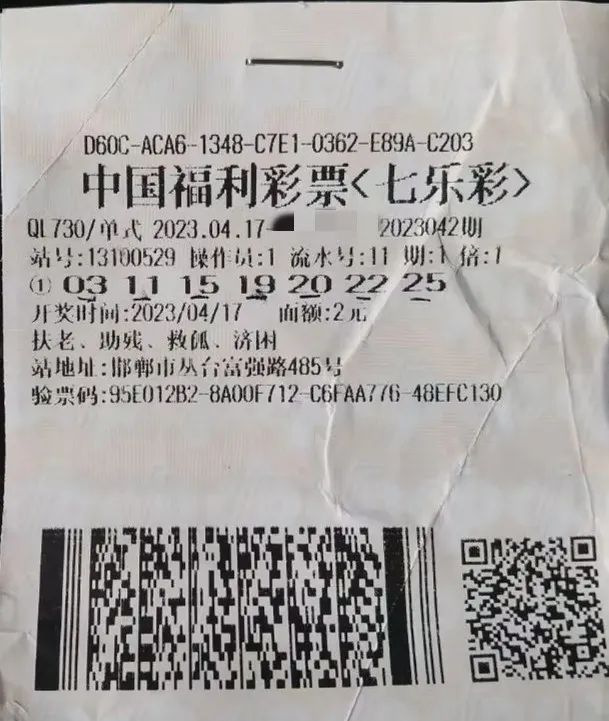 D60C-ACA6-1348-C7E1-0362-E89A-C203
中国福利彩票<七乐彩>
QL730/单式 2023.04.17 2023042期
站号:13100529 操作员:1 流水号:11 期:1 倍:1
① 03 11 15 19 20 22 25
开奖时间:2023/04/17 面额:2元
扶老、助残、救孤、济困
站地址:邯郸市丛台富强路485号
验票码:95E012B2-8A00F712-C6FAA776-48EFC130